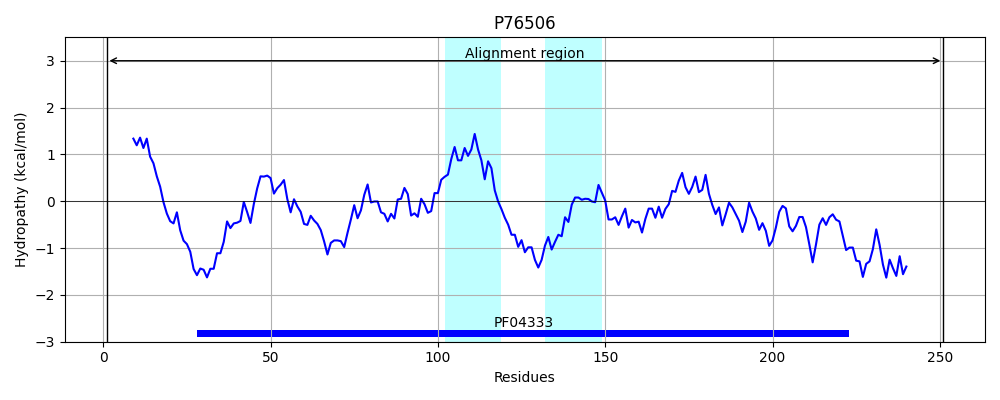 P76506
Alignment region
3
2
1
0
−1
−2
−3
Hydropathy (kcal/mol)
PF04333
0
50
100
150
200
250
Residues